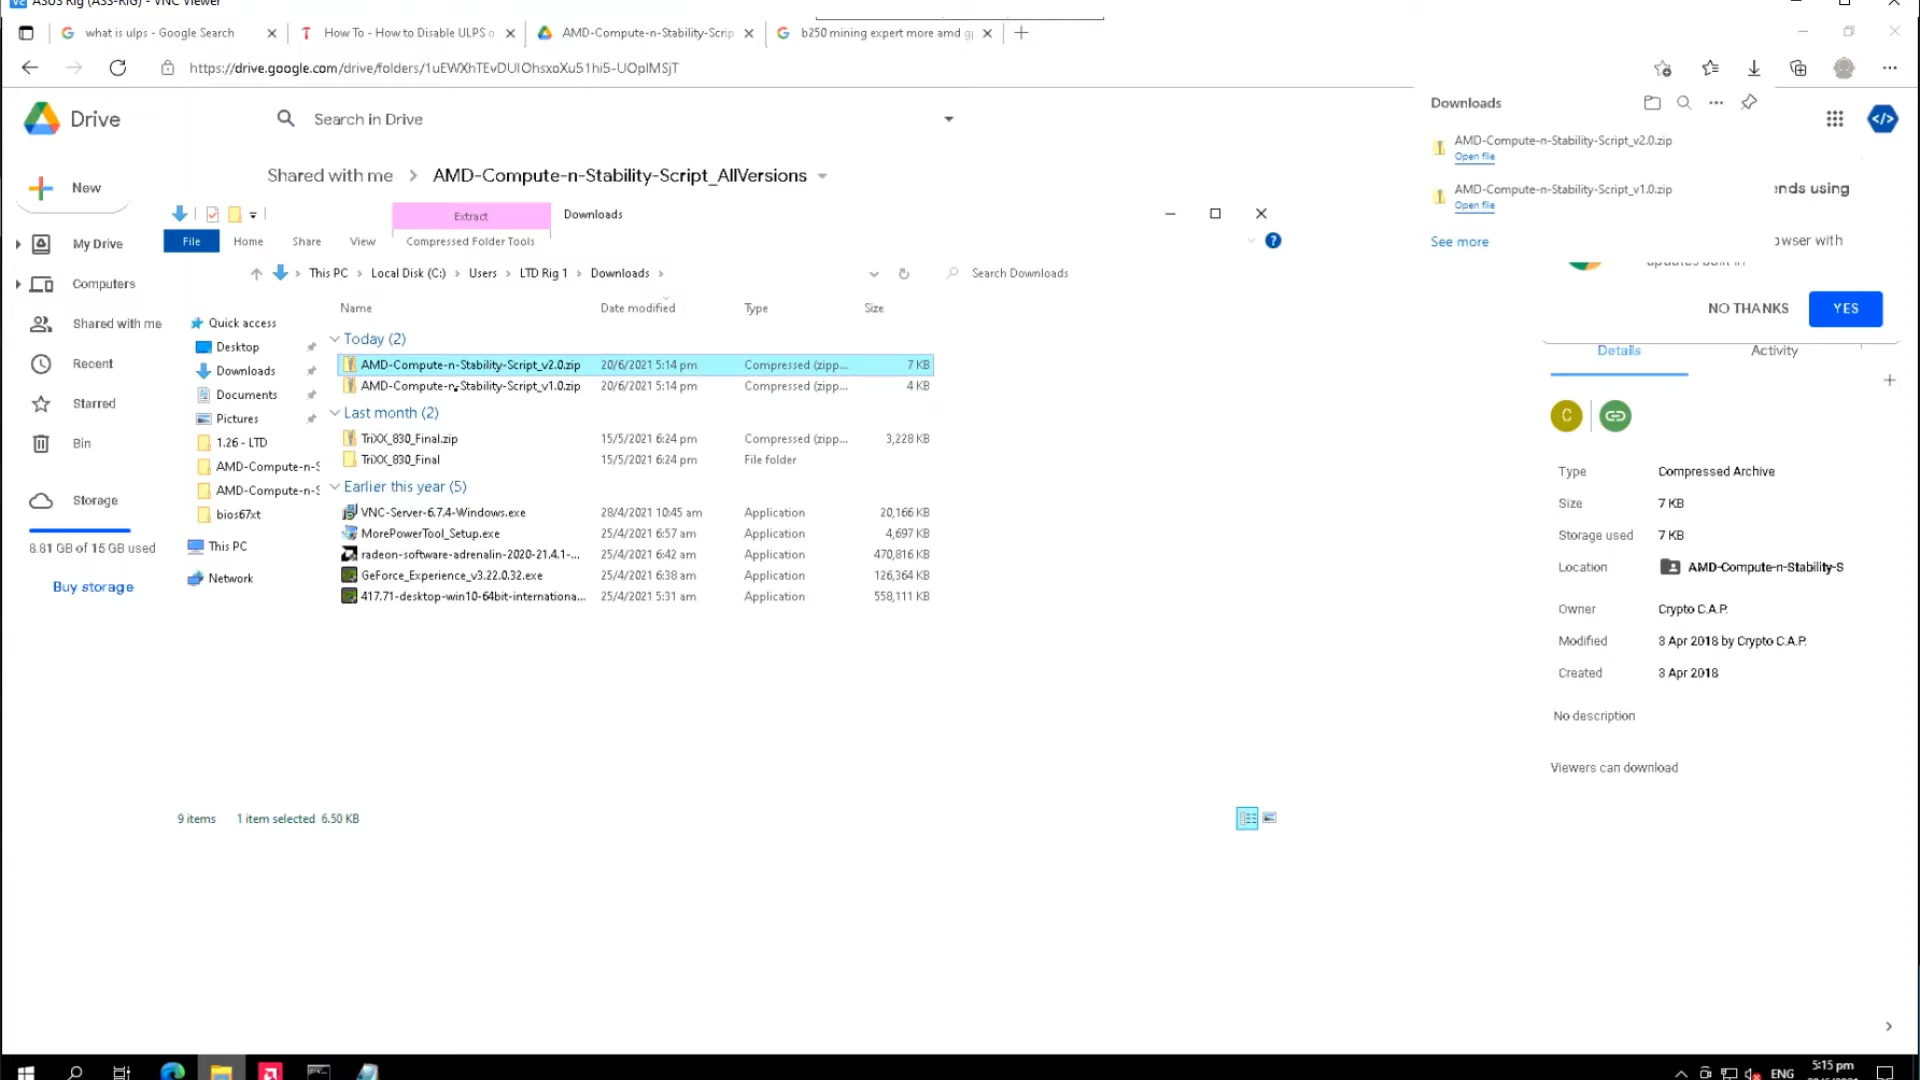 ASUS Rig (ASS-RIG) - VNC Viewer
what is ulps - Google Search
How To - How to Disable ULPS o
AMD-Compute-n-Stability-Scrip
b250 mining expert more amd g
https://drive.google.com/drive/folders/1uEWXhTEvDUIOhsxoXu51hi5-UOpIMSjT
Drive
Search in Drive
Downloads
AMD-Compute-n-Stability-Script_v2.0.zip
Open file
AMD-Compute-n-Stability-Script_v1.0.zip
Open file
See more
New
Shared with me
AMD-Compute-n-Stability-Script_AllVersions
ends using
owser with
updates built in
NO THANKS
YES
My Drive
Computers
Shared with me
Recent
Starred
Bin
Storage
8.81 GB of 15 GB used
Buy storage
Extract
Downloads
File
Home
Share
View
Compressed Folder Tools
This PC
Local Disk (C:)
Users
LTD Rig 1
Downloads
Search Downloads
Quick access
Desktop
Downloads
Documents
Pictures
1.26 - LTD
AMD-Compute-n-S
AMD-Compute-n-S
bios67xt
This PC
Network
Name Date modified Type Size
Today (2)
AMD-Compute-n-Stability-Script_v2.0.zip 20/6/2021 5:14 pm Compressed (zipp... 7 KB
AMD-Compute-n-Stability-Script_v1.0.zip 20/6/2021 5:14 pm Compressed (zipp... 4 KB
Last month (2)
TriXX_830_Final.zip 15/5/2021 6:24 pm Compressed (zipp... 3,228 KB
TriXX_830_Final 15/5/2021 6:24 pm File folder
Earlier this year (5)
VNC-Server-6.7.4-Windows.exe 28/4/2021 10:45 am Application 20,166 KB
MorePowerTool_Setup.exe 25/4/2021 6:57 am Application 4,697 KB
radeon-software-adrenalin-2020-21.4.1-... 25/4/2021 6:42 am Application 470,816 KB
GeForce_Experience_v3.22.0.32.exe 25/4/2021 6:38 am Application 126,364 KB
417.71-desktop-win10-64bit-internationa... 25/4/2021 5:31 am Application 558,111 KB
9 items 1 item selected 6.50 KB
Details
Activity
C
Type Compressed Archive
Size 7 KB
Storage used 7 KB
Location AMD-Compute-n-Stability-S
Owner Crypto C.A.P.
Modified 3 Apr 2018 by Crypto C.A.P.
Created 3 Apr 2018
No description
Viewers can download
ENG
5:15 pm